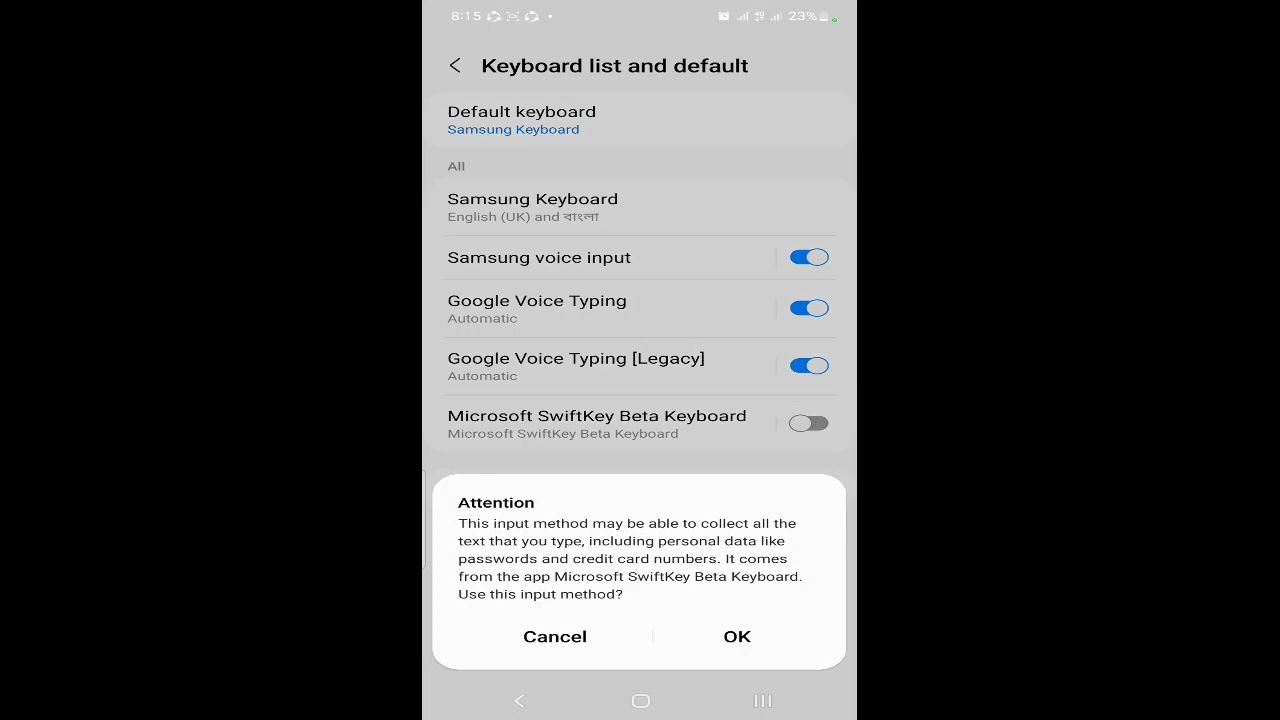 8:15 23%
Keyboard list and default
Default keyboard
Samsung Keyboard
All
Samsung Keyboard
English (UK) and বাংলা
Samsung voice input
Google Voice Typing
Automatic
Google Voice Typing [Legacy]
Automatic
Microsoft SwiftKey Beta Keyboard
Microsoft SwiftKey Beta Keyboard
Attention
This input method may be able to collect all the
text that you type, including personal data like
passwords and credit card numbers. It comes
from the app Microsoft SwiftKey Beta Keyboard.
Use this input method?
Cancel OK